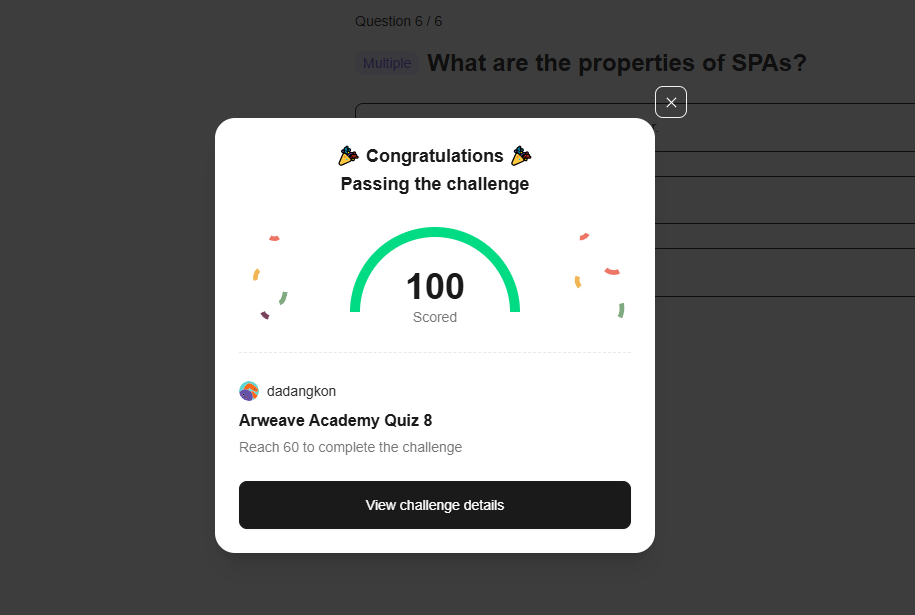 Question 6 / 6
Multiple What are the properties of SPAs?
Congratulations
Passing the challenge
100
Scored
dadangkon
Arweave Academy Quiz 8
Reach 60 to complete the challenge
View challenge details